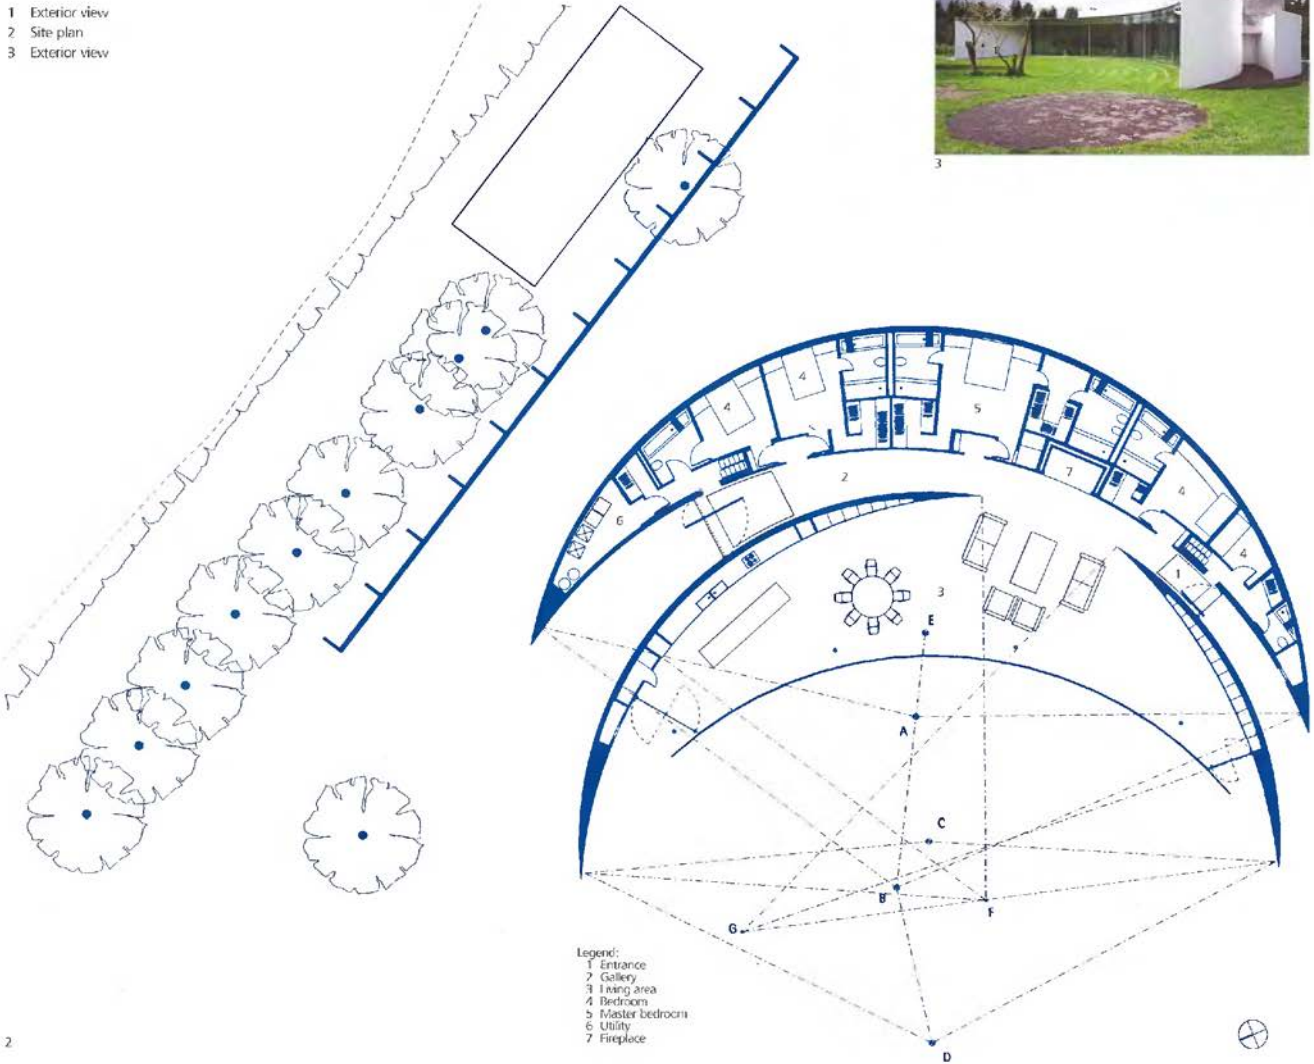 1 Exterior view
2 Site plan
3 Exterior view
3
4
4
5
2
7
4
6
4
1
3
E
A
C
B
F
G
Legend:
1 Entrance
2 Gallery
3 Living area
4 Bedroom
5 Master bedroom
6 Utility
7 Fireplace
2
D